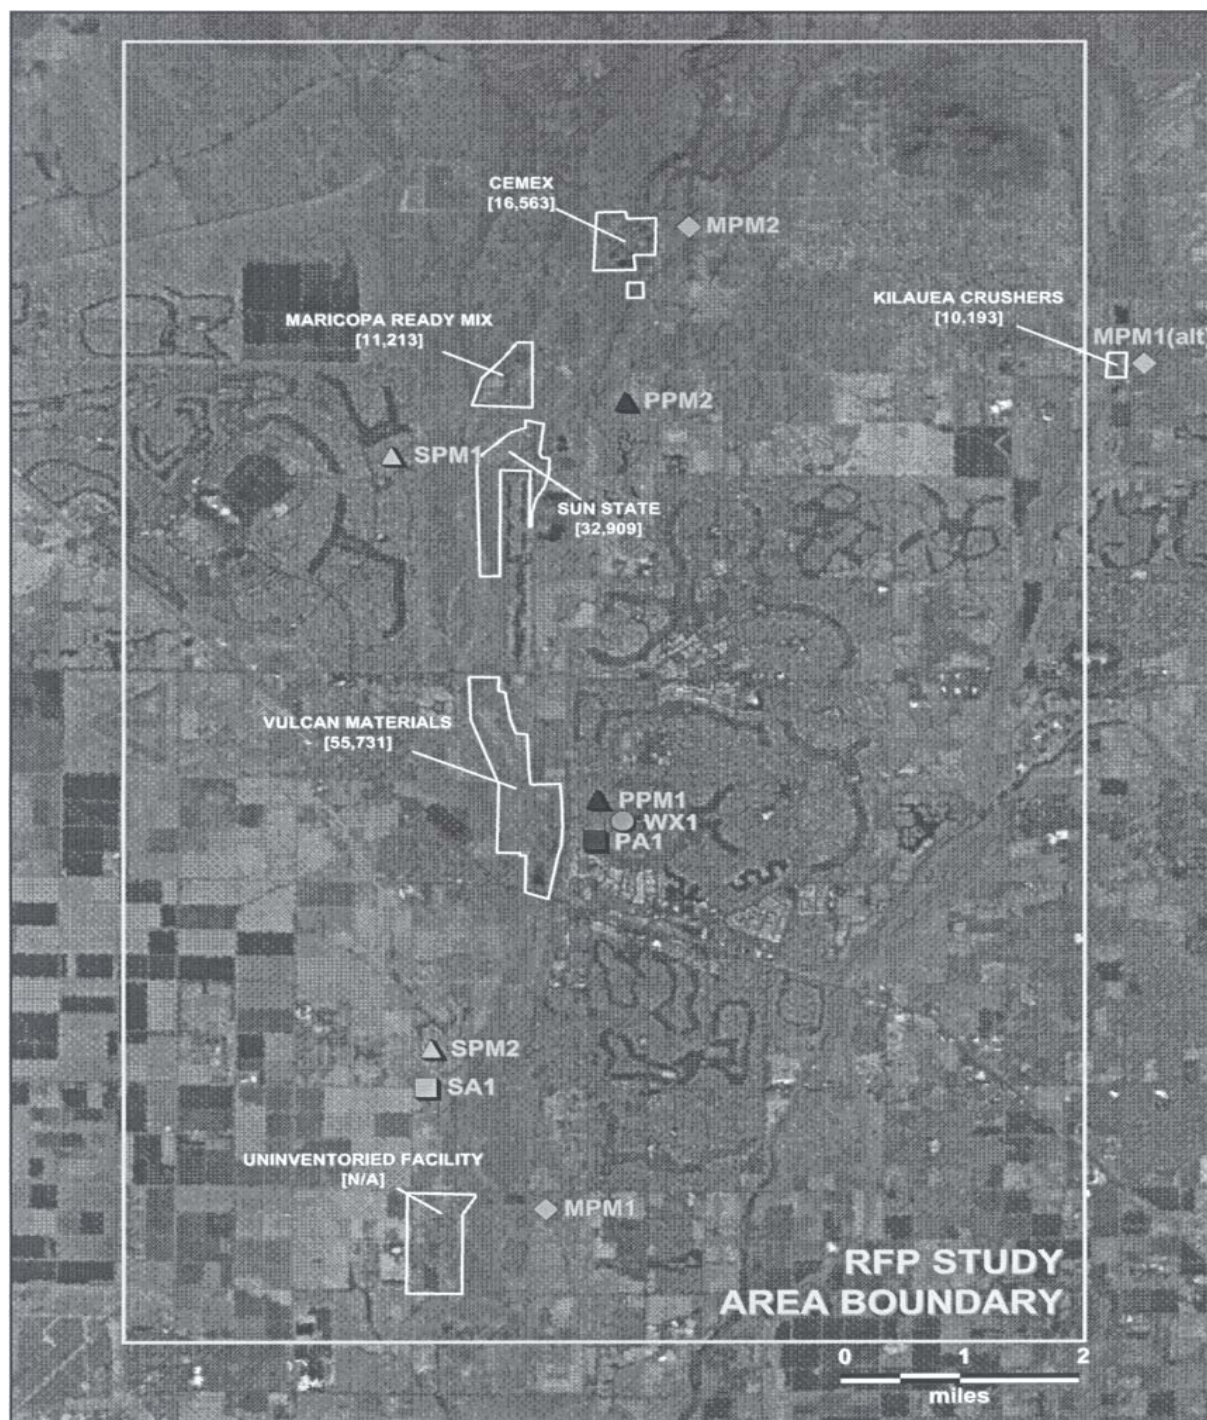 CEMEX
[16,563]
MPM2
KILAUEA CRUSHERS
[10,193]
MARICOPA READY MIX
[11,213]
MPM1(alt)
PPM2
SPM1
SUN STATE
[32,909]
VULCAN MATERIALS
[55,731]
PPM1
WX1
PA1
SPM2
SA1
UNINVENTORIED FACILITY
[N/A]
MPM1
RFP STUDY
AREA BOUNDARY
0 1 2
miles